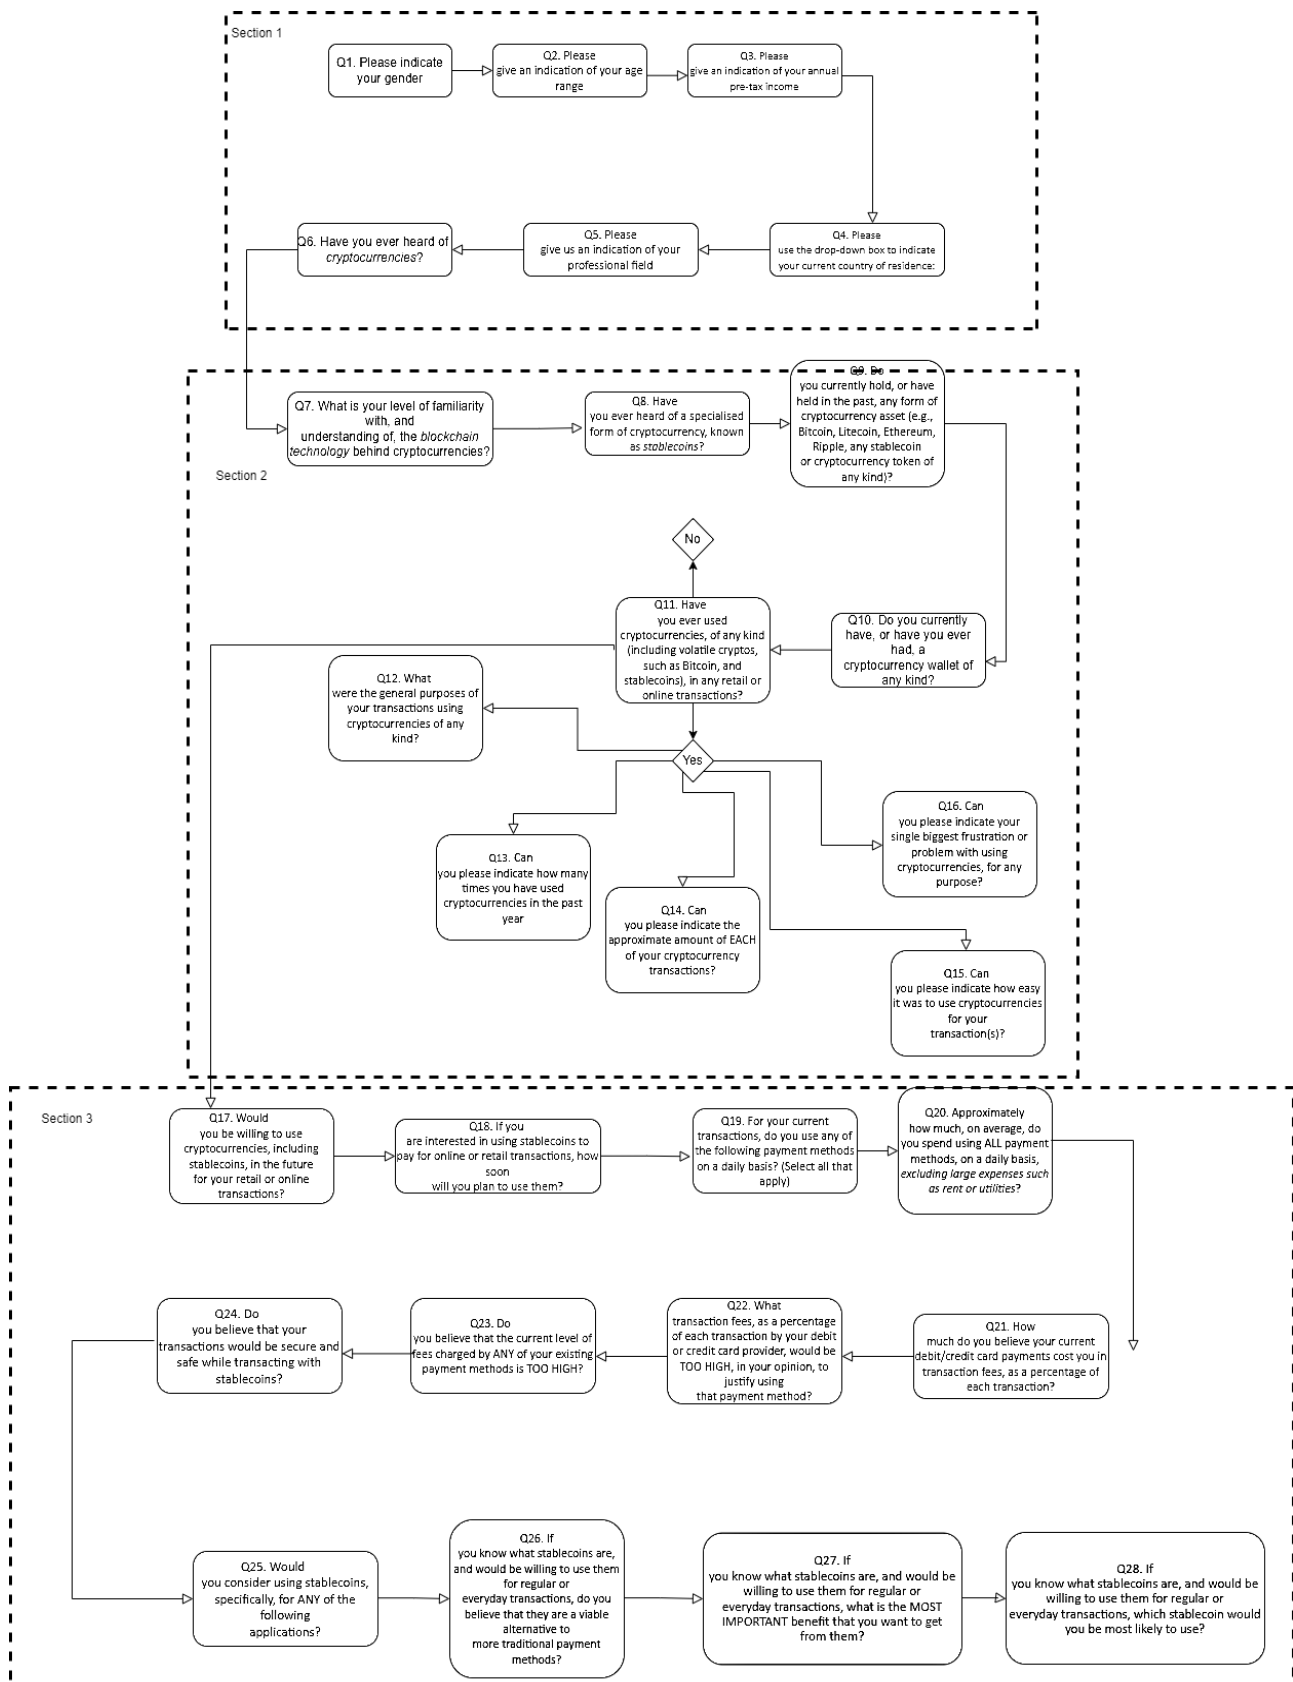 Section 1
Q1. Please indicate
your gender
Q2. Please
give an indication of your age
range
Q3. Please
give an indication of your annual
pre-tax income
Q4. Please
use the drop-down box to indicate
your current country of residence:
Q5. Please
give us an indication of your
professional field
Q6. Have you ever heard of
cryptocurrencies?
Section 2
Q7. What is your level of familiarity
with, and
understanding of, the blockchain
technology behind cryptocurrencies?
Q8. Have
you ever heard of a specialised
form of cryptocurrency, known
as stablecoins?
Q9. Do
you currently hold, or have
held in the past, any form of
cryptocurrency asset (e.g.,
Bitcoin, Litecoin, Ethereum,
Ripple, any stablecoin
or cryptocurrency token of
any kind)?
Q10. Do you currently
have, or have you ever
had, a
cryptocurrency wallet of
any kind?
No
Q11. Have
you ever used
cryptocurrencies, of any kind
(including volatile cryptos,
such as Bitcoin, and
stablecoins), in any retail or
online transactions?
Yes
Q12. What
were the general purposes of
your transactions using
cryptocurrencies of any
kind?
Q13. Can
you please indicate how many
times you have used
cryptocurrencies in the past
year
Q14. Can
you please indicate the
approximate amount of EACH
of your cryptocurrency
transactions?
Q15. Can
you please indicate how easy
it was to use cryptocurrencies
for your
transaction(s)?
Q16. Can
you please indicate your
single biggest frustration or
problem with using
cryptocurrencies, for any
purpose?
Section 3
Q17. Would
you be willing to use
cryptocurrencies, including
stablecoins, in the future
for your retail or online
transactions?
Q18. If you
are interested in using stablecoins to
pay for online or retail transactions, how
soon
will you plan to use them?
Q19. For your current
transactions, do you use any of
the following payment methods
on a daily basis? (Select all that
apply)
Q20. Approximately
how much, on average, do
you spend using ALL payment
methods, on a daily basis,
excluding large expenses such
as rent or utilities?
Q21. How
much do you believe your current
debit/credit card payments cost you in
transaction fees, as a percentage of
each transaction?
Q22. What
transaction fees, as a percentage
of each transaction by your debit
or credit card provider, would be
TOO HIGH, in your opinion, to
justify using
that payment method?
Q23. Do
you believe that the current level of
fees charged by ANY of your existing
payment methods is TOO HIGH?
Q24. Do
you believe that your
transactions would be secure and
safe while transacting with
stablecoins?
Q25. Would
you consider using stablecoins,
specifically, for ANY of the
following
applications?
Q26. If
you know what stablecoins are,
and would be willing to use them
for regular or
everyday transactions, do you
believe that they are a viable
alternative to
more traditional payment
methods?
Q27. If
you know what stablecoins are, and would be
willing to use them for regular or
everyday transactions, what is the MOST
IMPORTANT benefit that you want to get
from them?
Q28. If
you know what stablecoins are, and would be
willing to use them for regular or
everyday transactions, which stablecoin would
you be most likely to use?